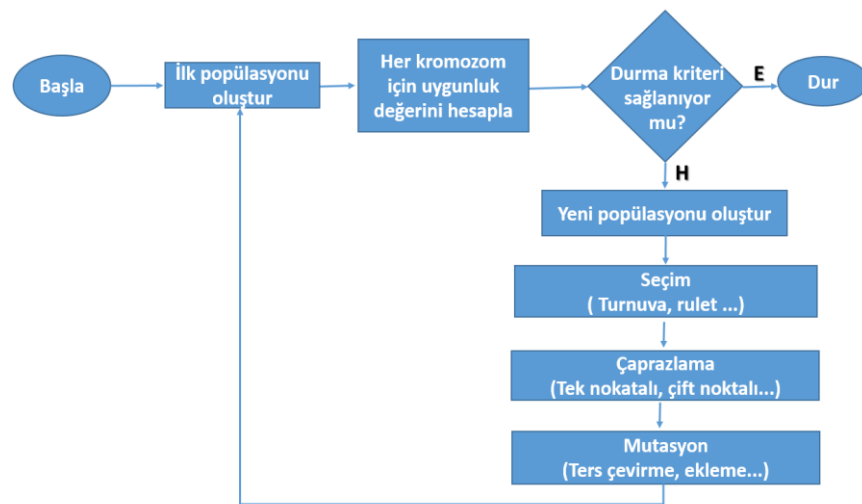 Başla
İlk popülasyonu
oluştur
Her kromozom
için uygunluk
değerini hesapla
Durma kriteri
sağlanıyor
mu?
E
Dur
H
Yeni popülasyonu oluştur
Seçim
( Turnuva, rulet ...)
Çaprazlama
(Tek nokatalı, çift noktalı...)
Mutasyon
(Ters çevirme, ekleme...)